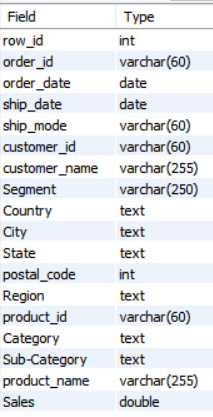 Field Type
row_id int
order_id varchar(60)
order_date date
ship_date date
ship_mode varchar(60)
customer_id varchar(60)
customer_name varchar(255)
Segment varchar(250)
Country text
City text
State text
postal_code int
Region text
product_id varchar(60)
Category text
Sub-Category text
product_name varchar(255)
Sales double